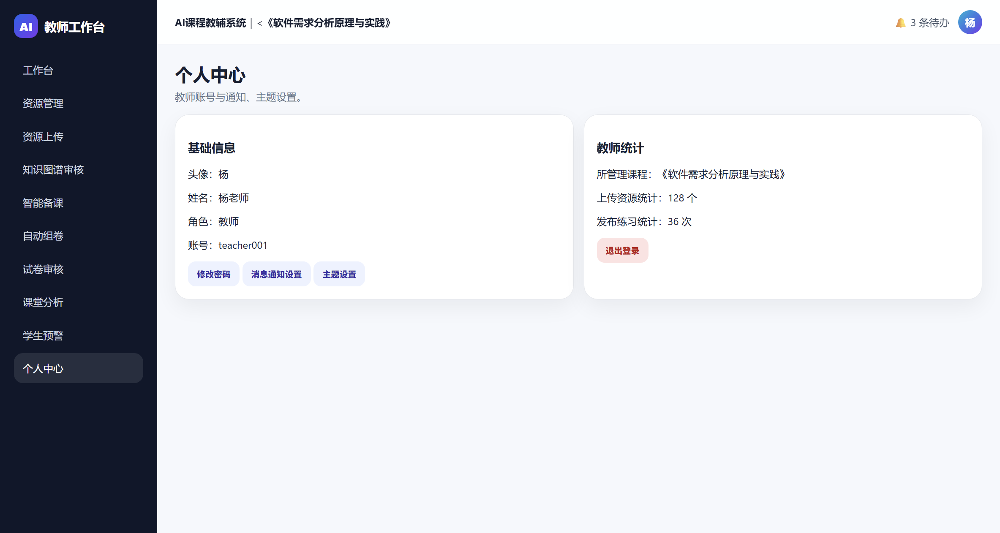 AI 教师工作台
工作台
资源管理
资源上传
知识图谱审核
智能备课
自动组卷
试卷审核
课堂分析
学生预警
个人中心
AI课程教辅系统 | <《软件需求分析原理与实践》
🔔 3 条待办 杨
个人中心
教师账号与通知、主题设置。
基础信息
头像：杨
姓名：杨老师
角色：教师
账号：teacher001
修改密码 消息通知设置 主题设置
教师统计
所管理课程：《软件需求分析原理与实践》
上传资源统计：128 个
发布练习统计：36 次
退出登录